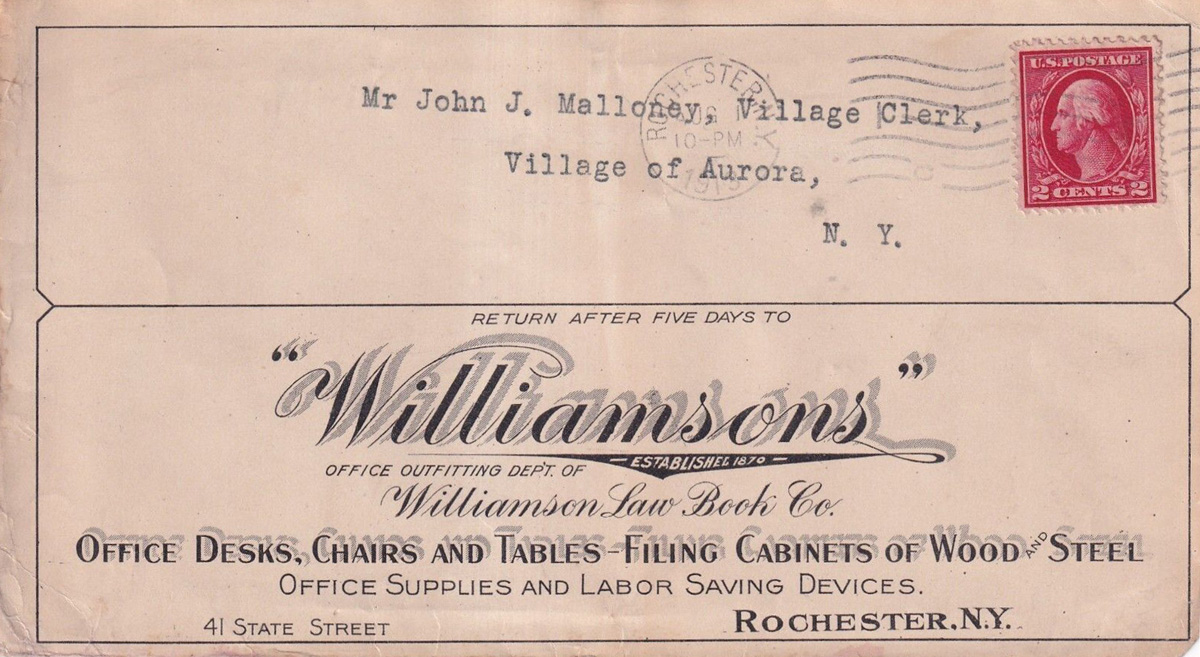 U.S. POSTAGE
2 CENTS 2
ROCHESTER, N.Y.
10-PM
Mr John J. Malloney, Village Clerk,
Village of Aurora,
N. Y.
RETURN AFTER FIVE DAYS TO
"Williamsons"
ESTABLISHED 1870
OFFICE OUTFITTING DEP'T. OF
Williamson Law Book Co.
OFFICE DESKS, CHAIRS AND TABLES - FILING CABINETS OF WOOD AND STEEL
OFFICE SUPPLIES AND LABOR SAVING DEVICES.
41 STATE STREET
ROCHESTER, N.Y.